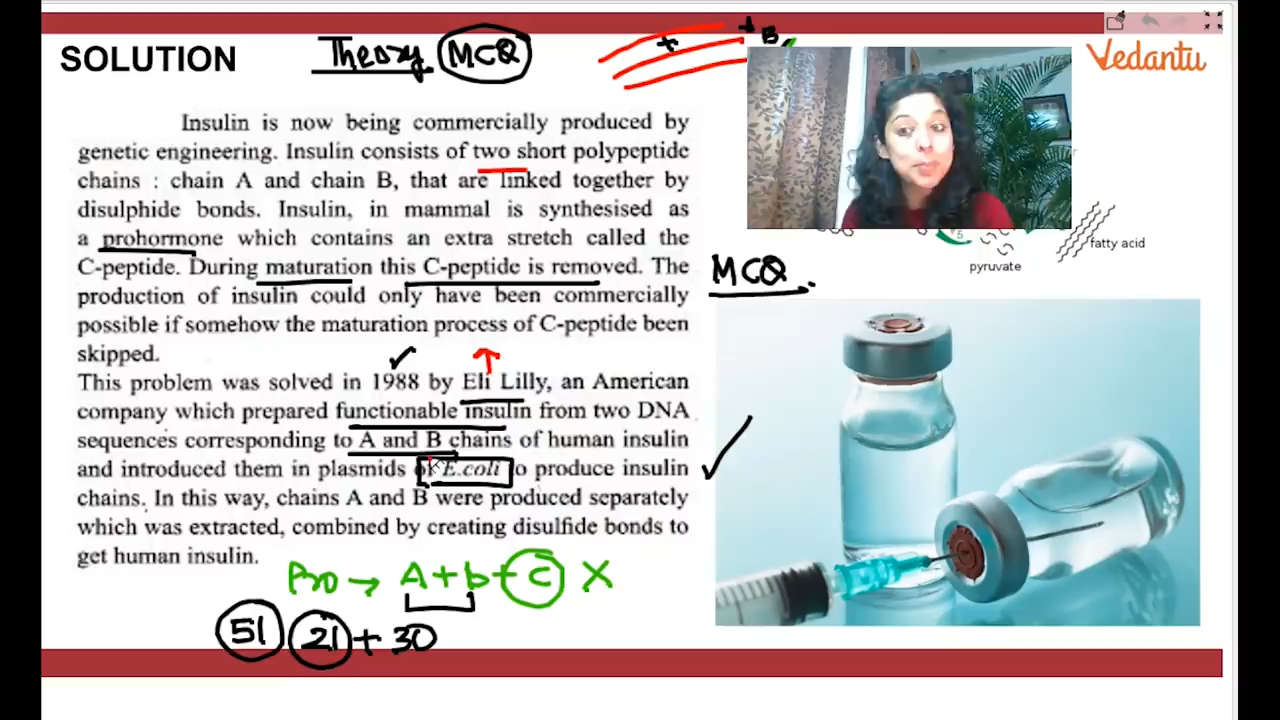 SOLUTION
Theory MCQ
+ + B
Vedantu
Insulin is now being commercially produced by
genetic engineering. Insulin consists of two short polypeptide
chains : chain A and chain B, that are linked together by
disulphide bonds. Insulin, in mammal is synthesised as
a prohormone which contains an extra stretch called the
C-peptide. During maturation this C-peptide is removed. The
production of insulin could only have been commercially
possible if somehow the maturation process of C-peptide been
skipped.
This problem was solved in 1988 by Eli Lilly, an American
company which prepared functionable insulin from two DNA
sequences corresponding to A and B chains of human insulin
and introduced them in plasmids of E.coli to produce insulin
chains. In this way, chains A and B were produced separately
which was extracted, combined by creating disulfide bonds to
get human insulin.
Pro → A+b+C X
51 21 + 30
fatty acid
pyruvate
MCQ